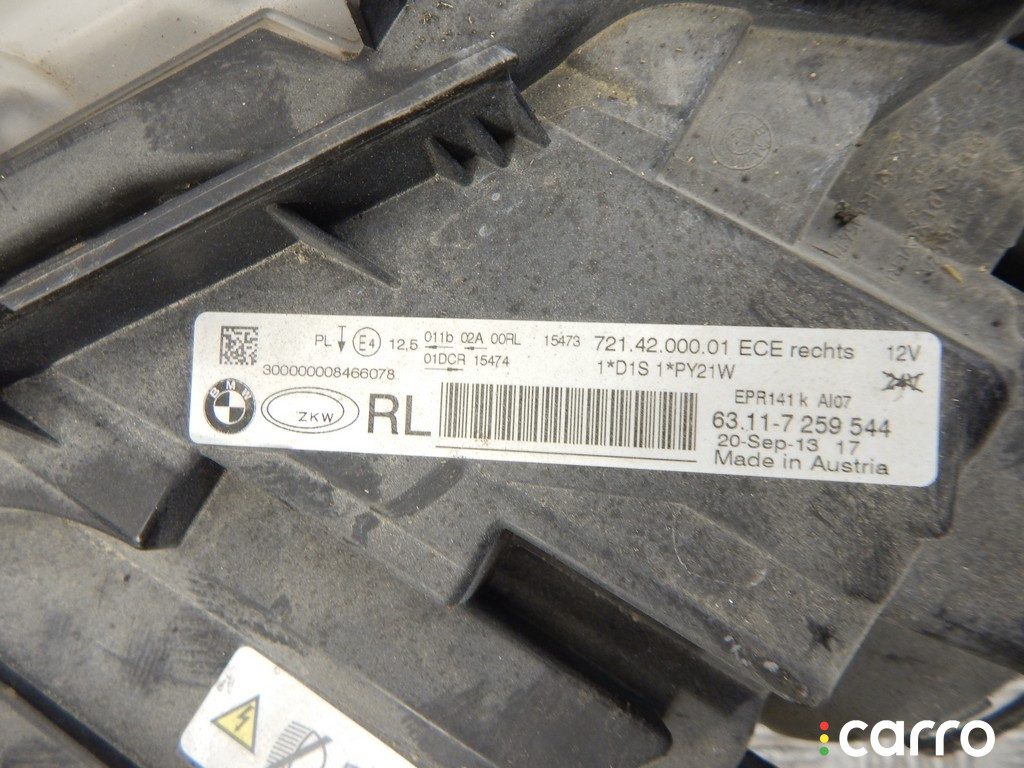 PL T E4 12,5 011b 02A 00RL 15473 721.42.000.01 ECE rechts 12V
01DCR 15474 1*D1S 1*PY21W 24V
300000008466078
BMW ZKW RL EPR141 k AI07
63.11-7 259 544
20-Sep-13 17
Made in Austria
carro